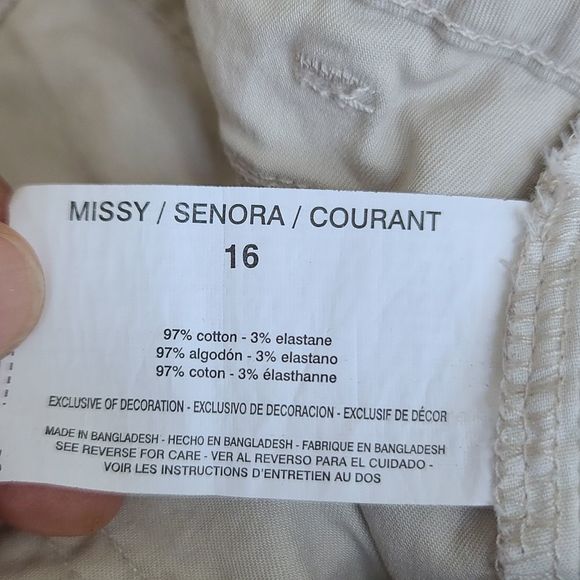 MISSY / SENORA / COURANT
16
97% cotton - 3% elastane
97% algodón - 3% elastano
97% coton - 3% élasthanne
EXCLUSIVE OF DECORATION - EXCLUSIVO DE DECORACION - EXCLUSIF DE DÉCOR
MADE IN BANGLADESH - HECHO EN BANGLADESH - FABRIQUE EN BANGLADESH
SEE REVERSE FOR CARE - VER AL REVERSO PARA EL CUIDADO -
VOIR LES INSTRUCTIONS D'ENTRETIEN AU DOS